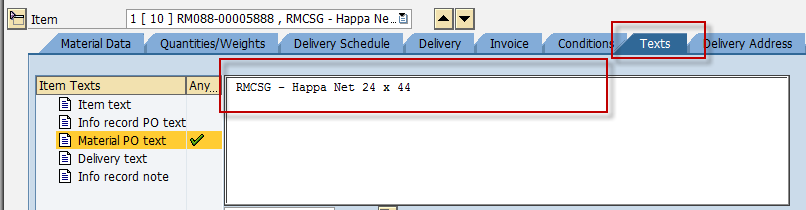 Item 1 [ 10 ] RM088-00005888 , RMCSG - Happa Ne...
Material Data Quantities/Weights Delivery Schedule Delivery Invoice Conditions Texts Delivery Address
Item Texts Any...
Item text
Info record PO text
Material PO text
Delivery text
Info record note
RMCSG - Happa Net 24 x 44